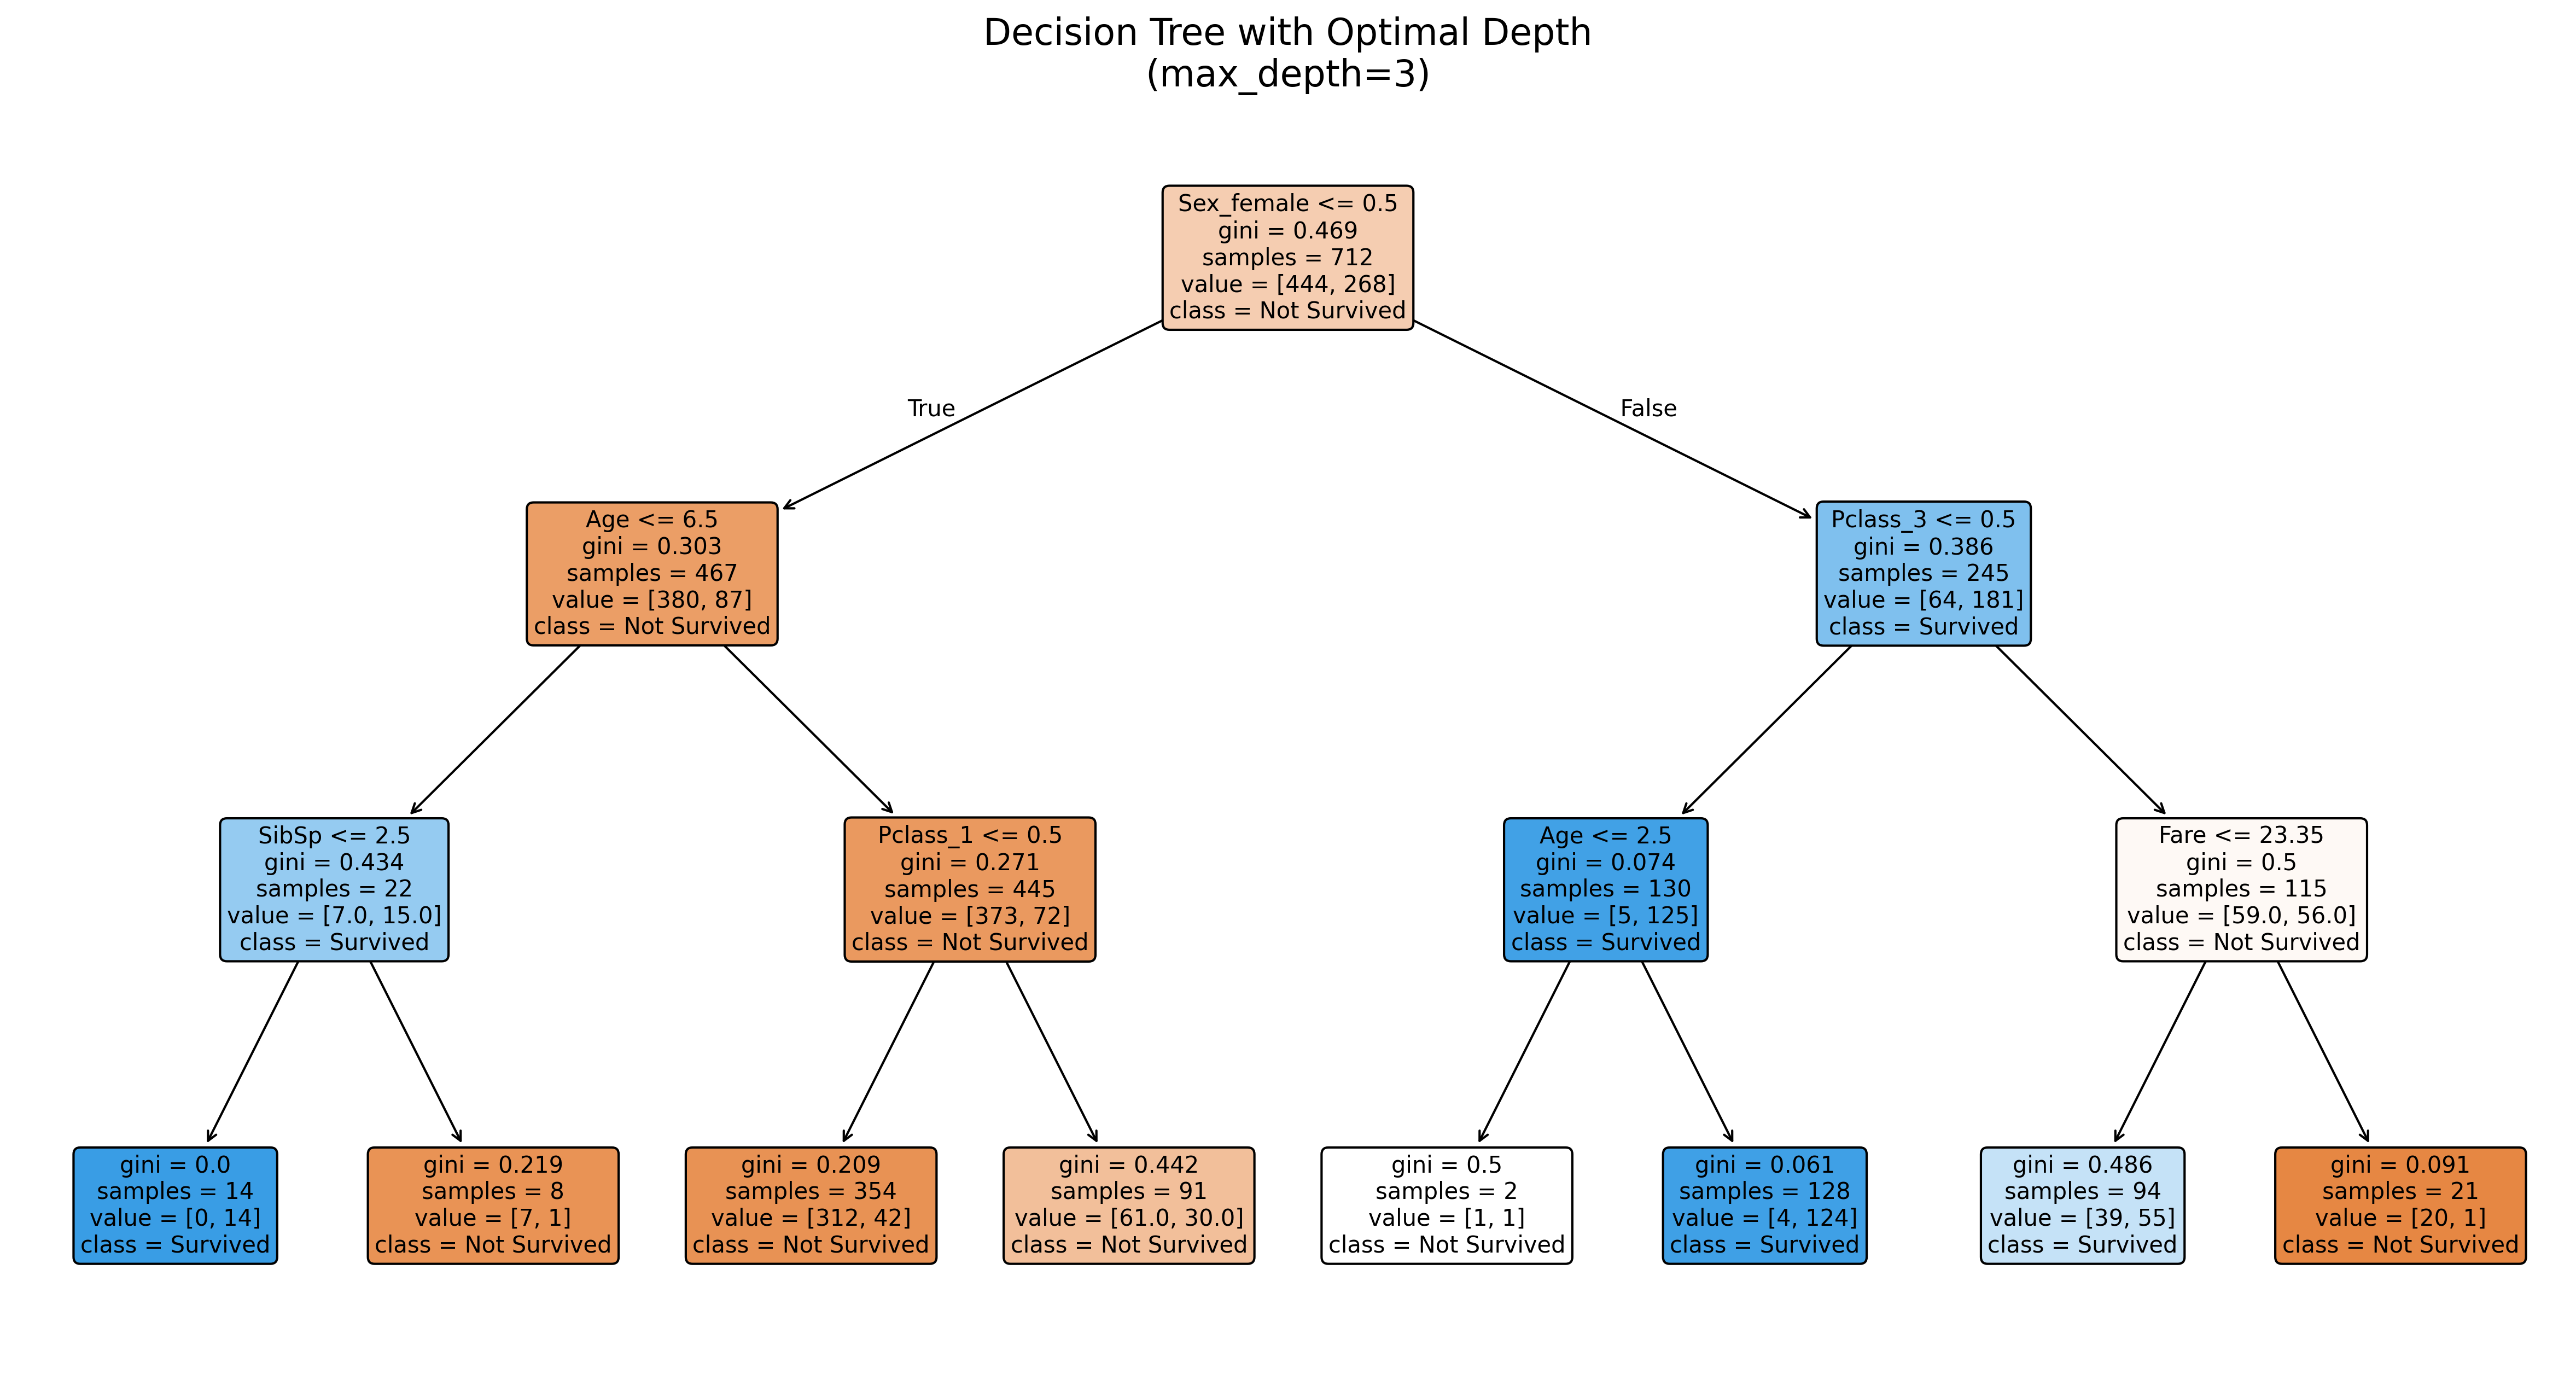 Decision Tree with Optimal Depth
(max_depth=3)
Sex_female <= 0.5
gini = 0.469
samples = 712
value = [444, 268]
class = Not Survived
True
False
Age <= 6.5
gini = 0.303
samples = 467
value = [380, 87]
class = Not Survived
Pclass_3 <= 0.5
gini = 0.386
samples = 245
value = [64, 181]
class = Survived
SibSp <= 2.5
gini = 0.434
samples = 22
value = [7.0, 15.0]
class = Survived
Pclass_1 <= 0.5
gini = 0.271
samples = 445
value = [373, 72]
class = Not Survived
Age <= 2.5
gini = 0.074
samples = 130
value = [5, 125]
class = Survived
Fare <= 23.35
gini = 0.5
samples = 115
value = [59.0, 56.0]
class = Not Survived
gini = 0.0
samples = 14
value = [0, 14]
class = Survived
gini = 0.219
samples = 8
value = [7, 1]
class = Not Survived
gini = 0.209
samples = 354
value = [312, 42]
class = Not Survived
gini = 0.442
samples = 91
value = [61.0, 30.0]
class = Not Survived
gini = 0.5
samples = 2
value = [1, 1]
class = Not Survived
gini = 0.061
samples = 128
value = [4, 124]
class = Survived
gini = 0.486
samples = 94
value = [39, 55]
class = Survived
gini = 0.091
samples = 21
value = [20, 1]
class = Not Survived